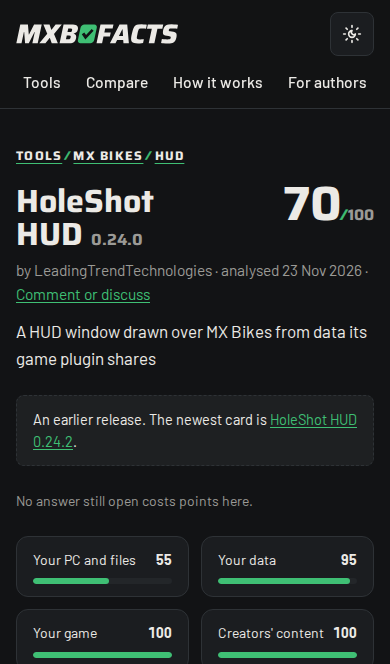 MXB FACTS
Tools Compare How it works For authors
TOOLS/MX BIKES/HUD
HoleShot HUD 0.24.0
70/100
by LeadingTrendTechnologies · analysed 23 Nov 2026 ·
Comment or discuss
A HUD window drawn over MX Bikes from data its
game plugin shares
An earlier release. The newest card is HoleShot HUD
0.24.2.
No answer still open costs points here.
Your PC and files 55
Your data 95
Your game 100
Creators' content 100